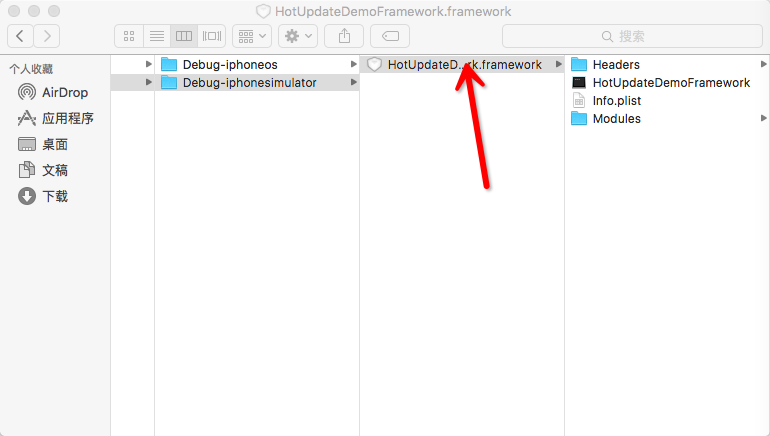 HotUpdateDemoFramework.framework
搜索
个人收藏
AirDrop
应用程序
桌面
文稿
下载
Debug-iphoneos
Debug-iphonesimulator
HotUpdateD...rk.framework
Headers
HotUpdateDemoFramework
Info.plist
Modules